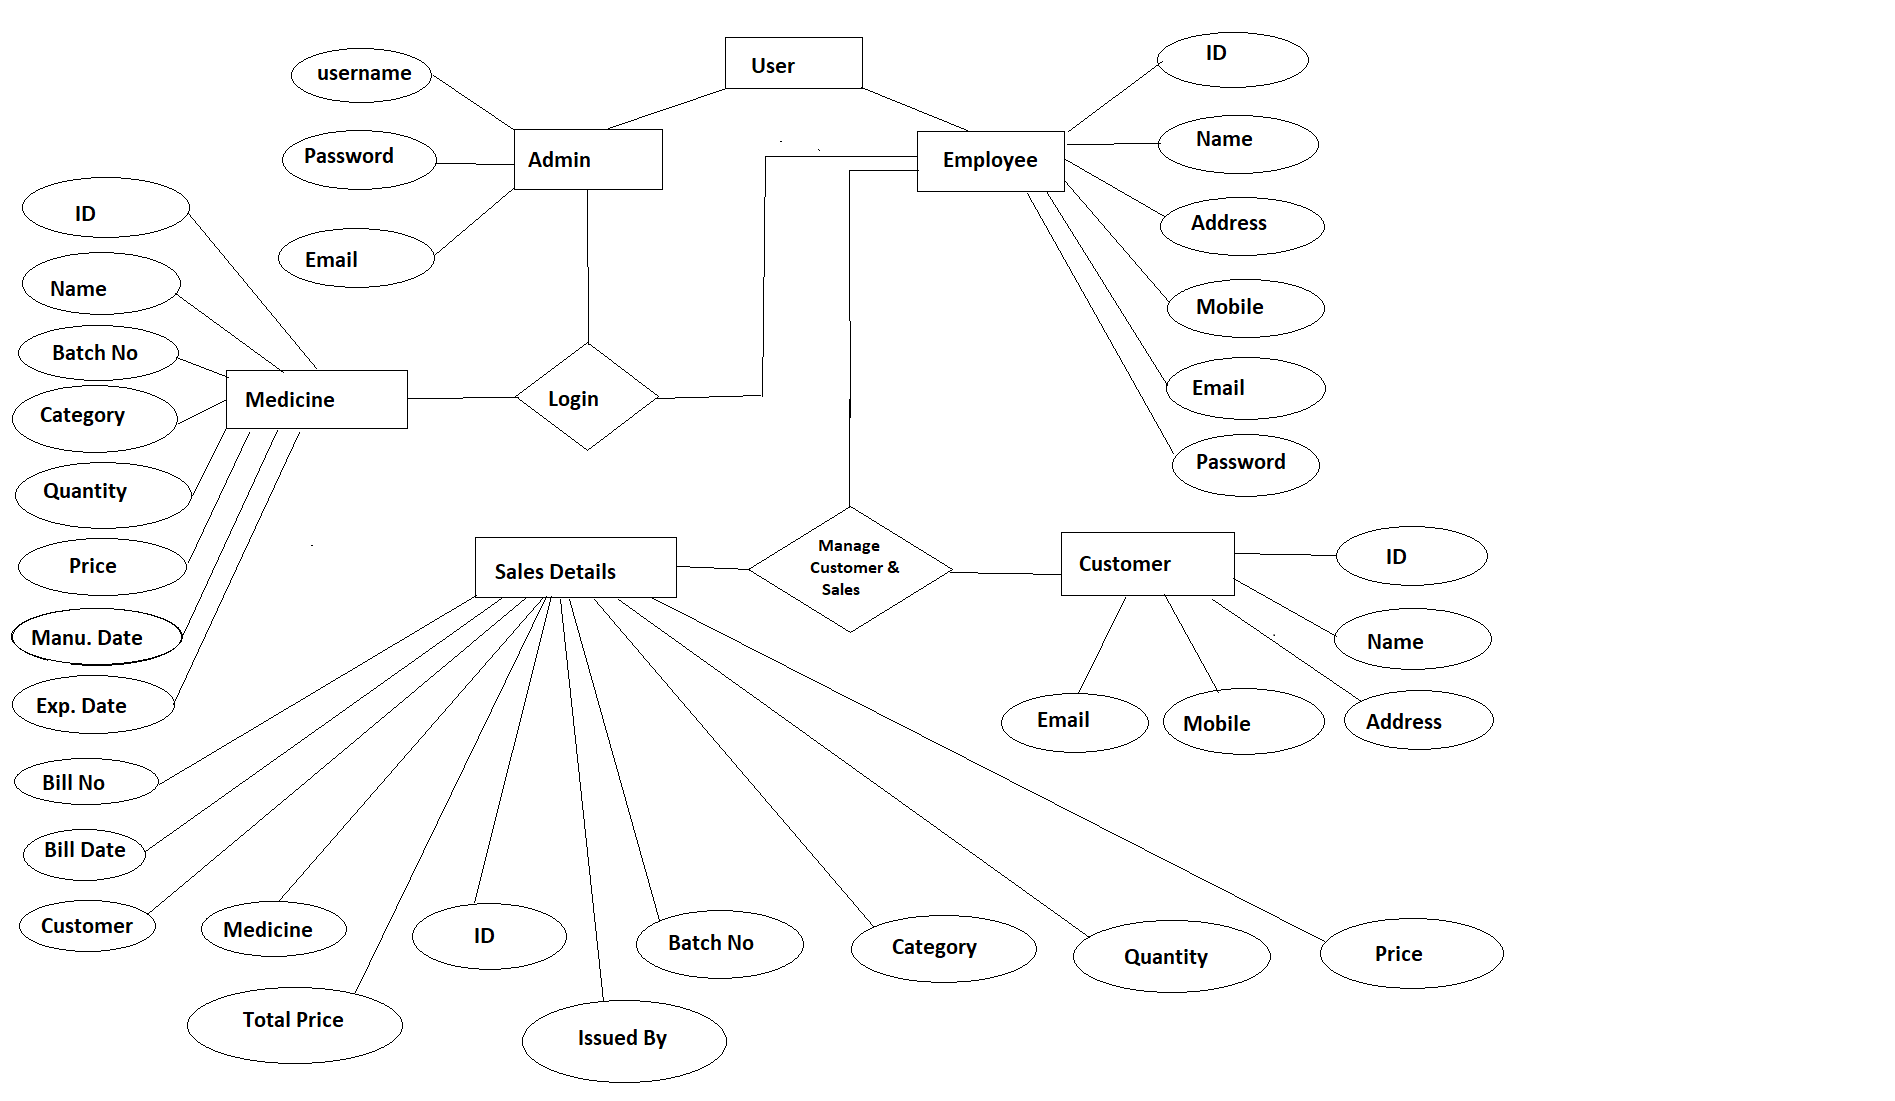 User
username
Password
Email
Admin
Employee
ID
Name
Address
Mobile
Email
Password
ID
Name
Batch No
Category
Quantity
Price
Manu. Date
Exp. Date
Medicine
Login
Sales Details
Manage
Customer &
Sales
Customer
ID
Name
Address
Mobile
Email
Bill No
Bill Date
Customer
Medicine
Total Price
ID
Issued By
Batch No
Category
Quantity
Price